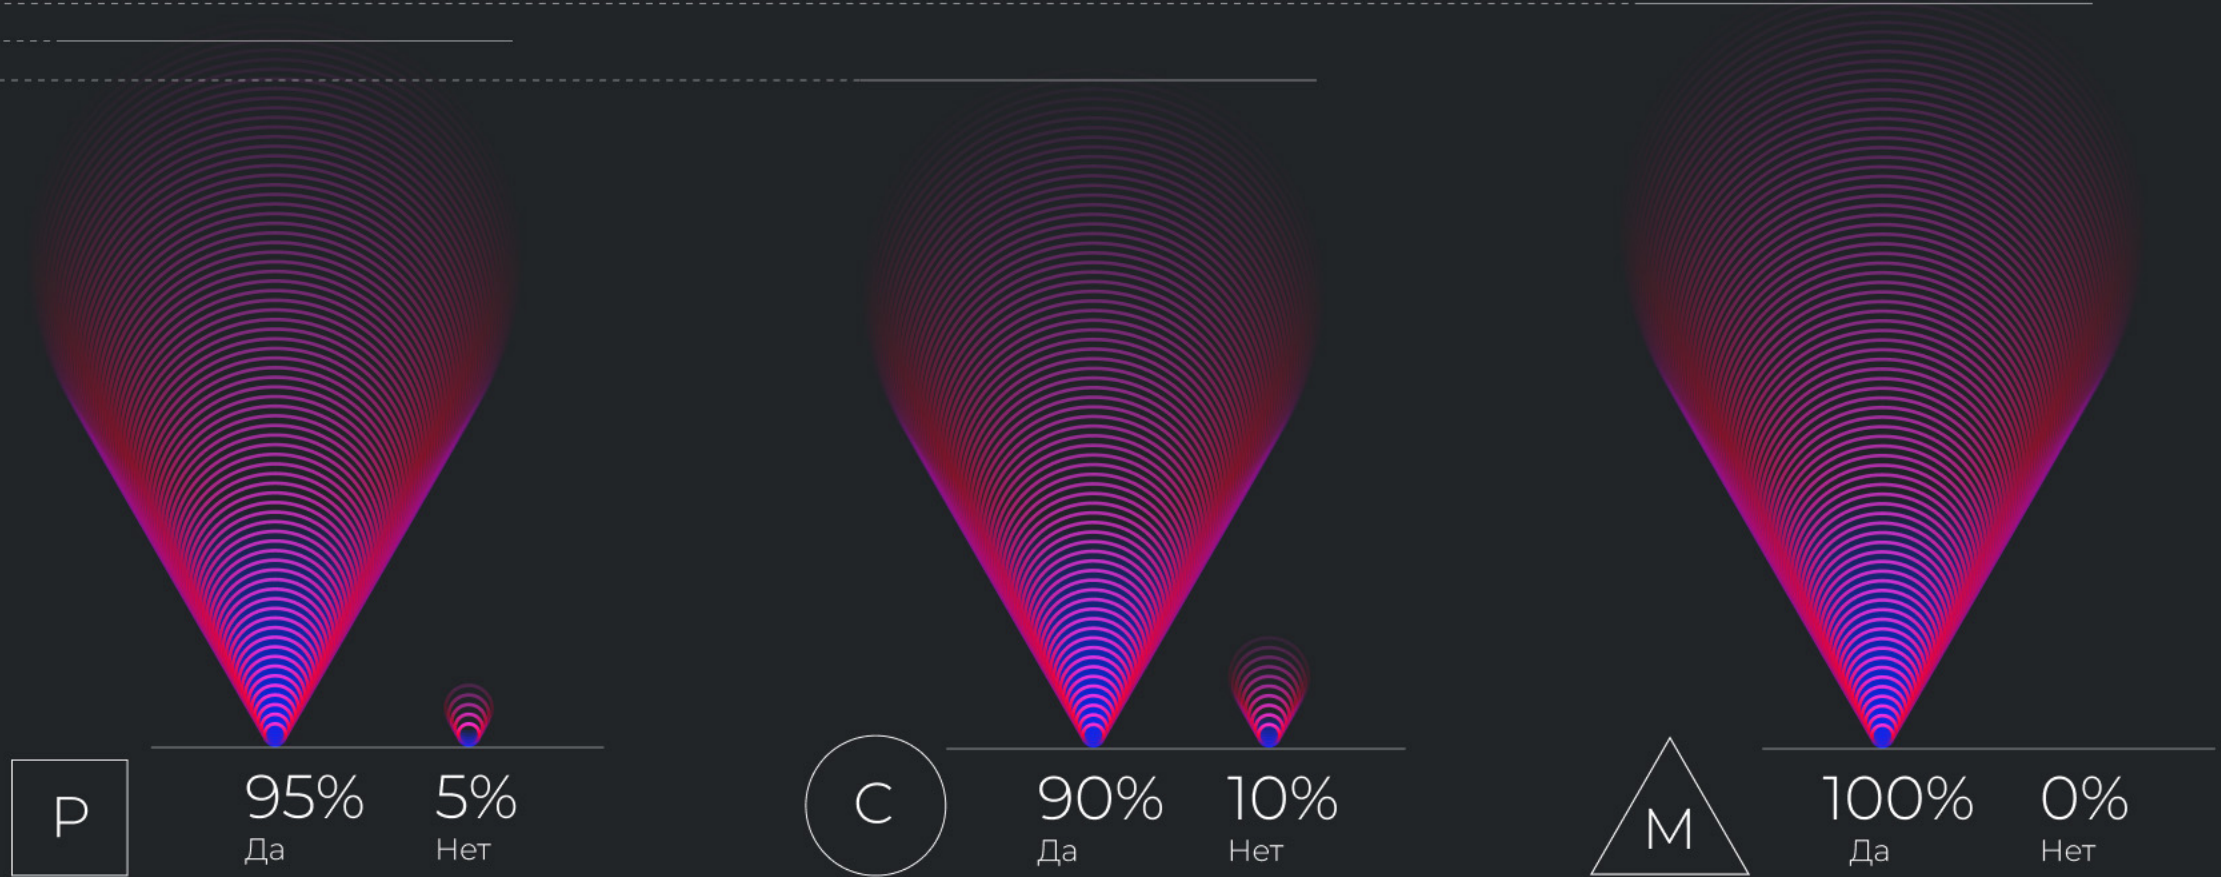 Р
95% 5%
Да Нет
С
90% 10%
Да Нет
М
100% 0%
Да Нет